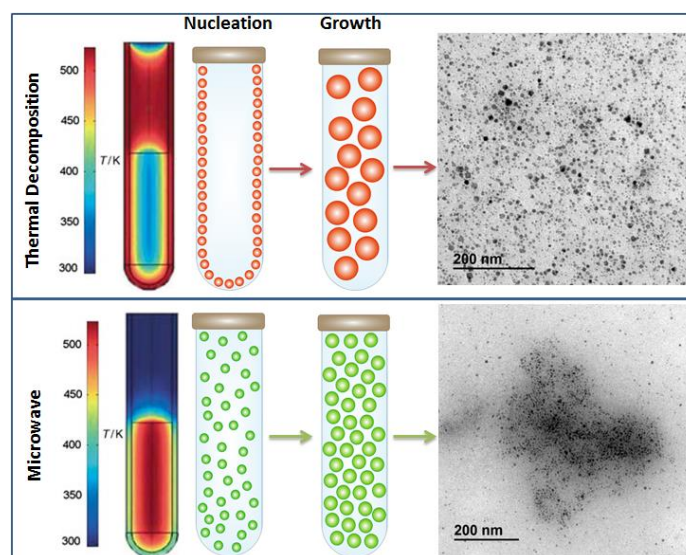 Nucleation
Growth
Thermal Decomposition
500
450
T/K
400
350
300
200 nm
Microwave
500
450
T/K
400
350
300
200 nm